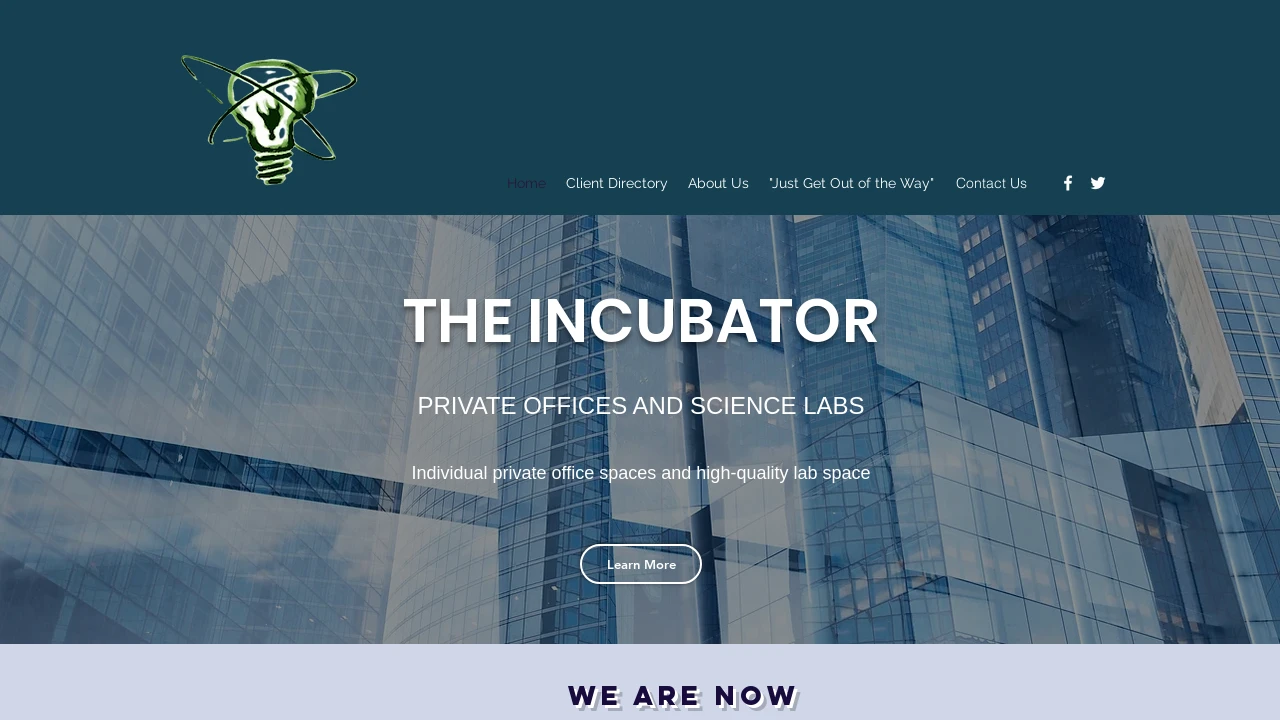 Home Client Directory About Us "Just Get Out of the Way" Contact Us
THE INCUBATOR
PRIVATE OFFICES AND SCIENCE LABS
Individual private office spaces and high-quality lab space
Learn More
WE ARE NOW